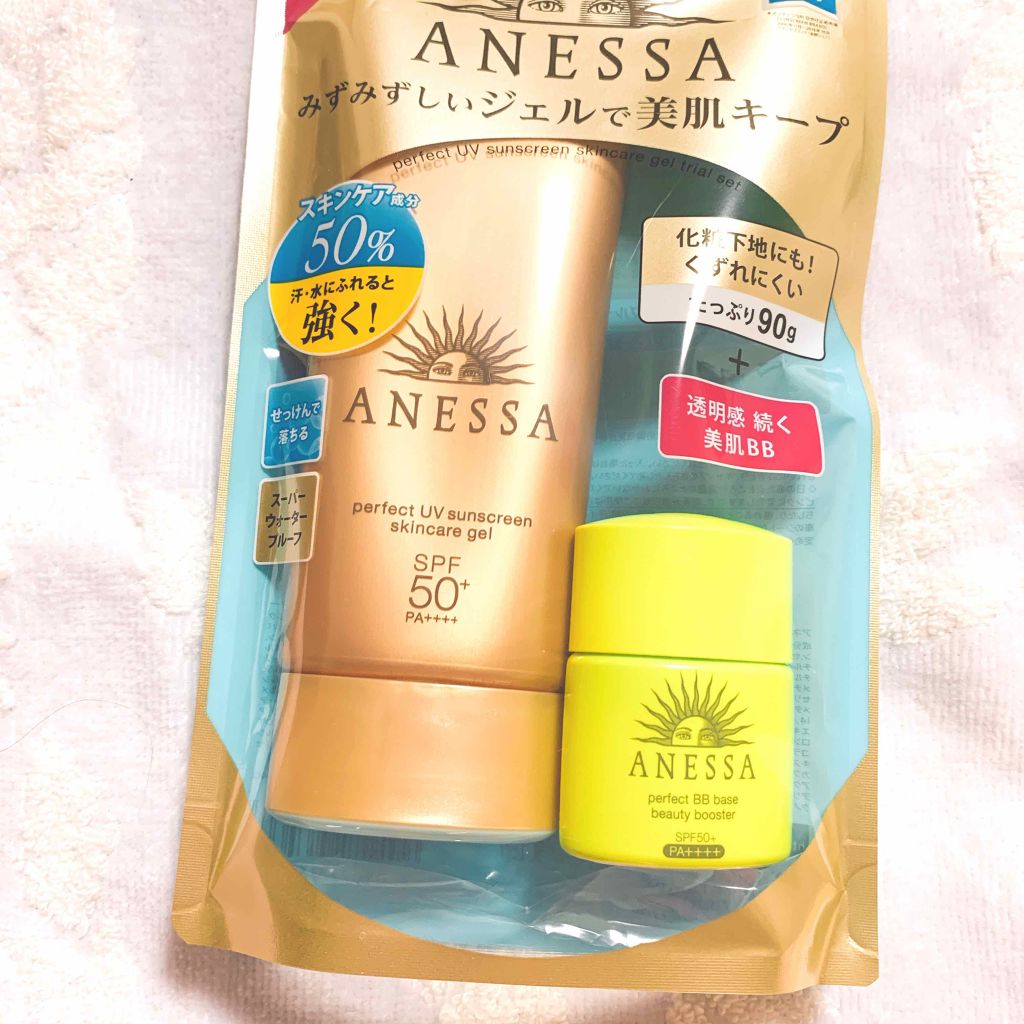 ANESSA
みずみずしいジェルで美肌キープ
perfect UV sunscreen skincare gel trial set
スキンケア成分
50%
汗・水にふれると
強く!
化粧下地にも!
くずれにくい
たっぷり90g
+
透明感 続く
美肌BB
せっけんで
落ちる
スーパー
ウォーター
プルーフ
ANESSA
perfect UV sunscreen
skincare gel
SPF
50+
PA++++
ANESSA
perfect BB base
beauty booster
SPF50+
PA++++